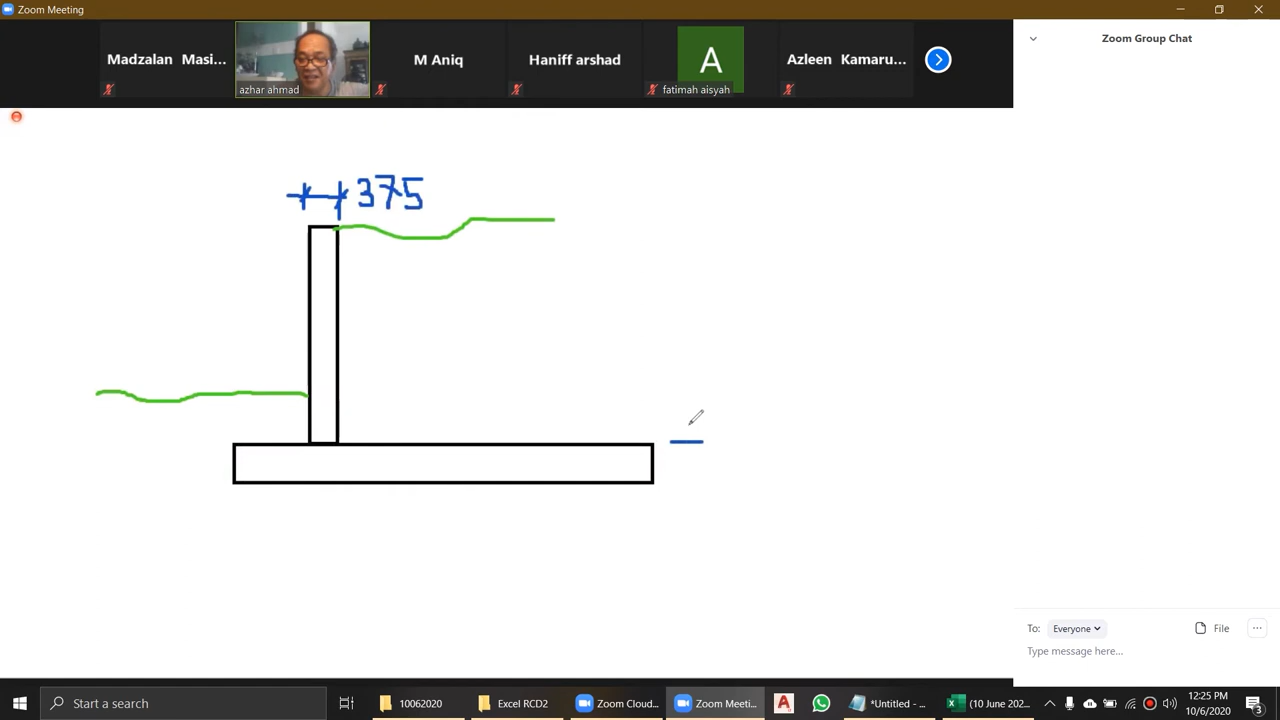 Zoom Meeting
Madzalan Masi...
azhar ahmad
M Aniq
Haniff arshad
A
fatimah aisyah
Azleen Kamaru...
Zoom Group Chat
375
To: Everyone
File
Type message here...
Start a search
10062020
Excel RCD2
Zoom Cloud...
Zoom Meeti...
*Untitled -
(10 June 202...
12:25 PM
10/6/2020
3